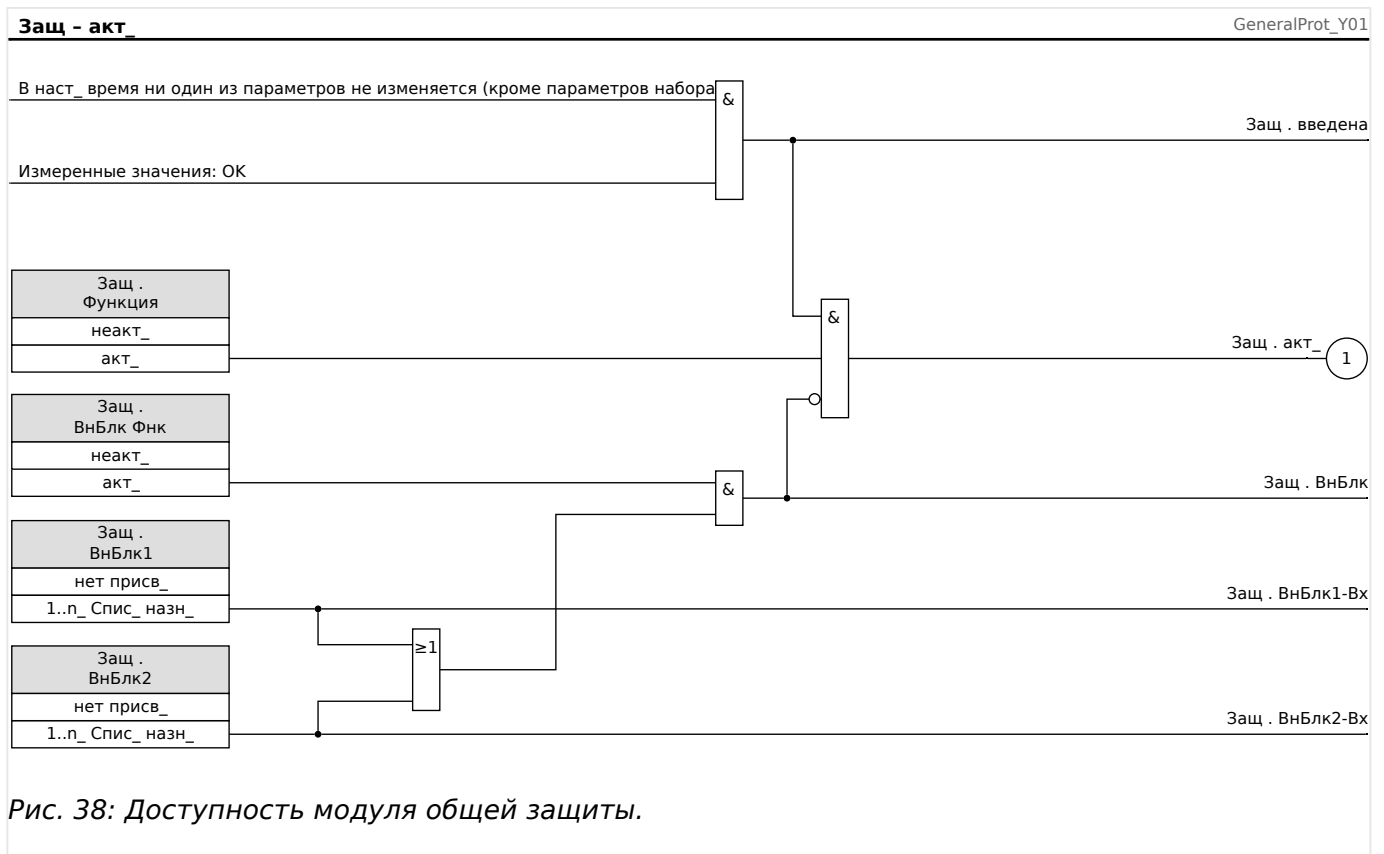 Защ – акт_
GeneralProt_Y01
В наст_ время ни один из параметров не изменяется (кроме параметров набора
&
Защ . введена
Измеренные значения: OK
Защ .
Функция
неакт_
акт_
&
Защ . акт_
1
Защ .
ВнБлк Фнк
неакт_
акт_
&
Защ . ВнБлк
Защ .
ВнБлк1
нет присв_
1..n_ Спис_ назн_
Защ . ВнБлк1-Вх
≥1
Защ .
ВнБлк2
нет присв_
1..n_ Спис_ назн_
Защ . ВнБлк2-Вх
Рис. 38: Доступность модуля общей защиты.